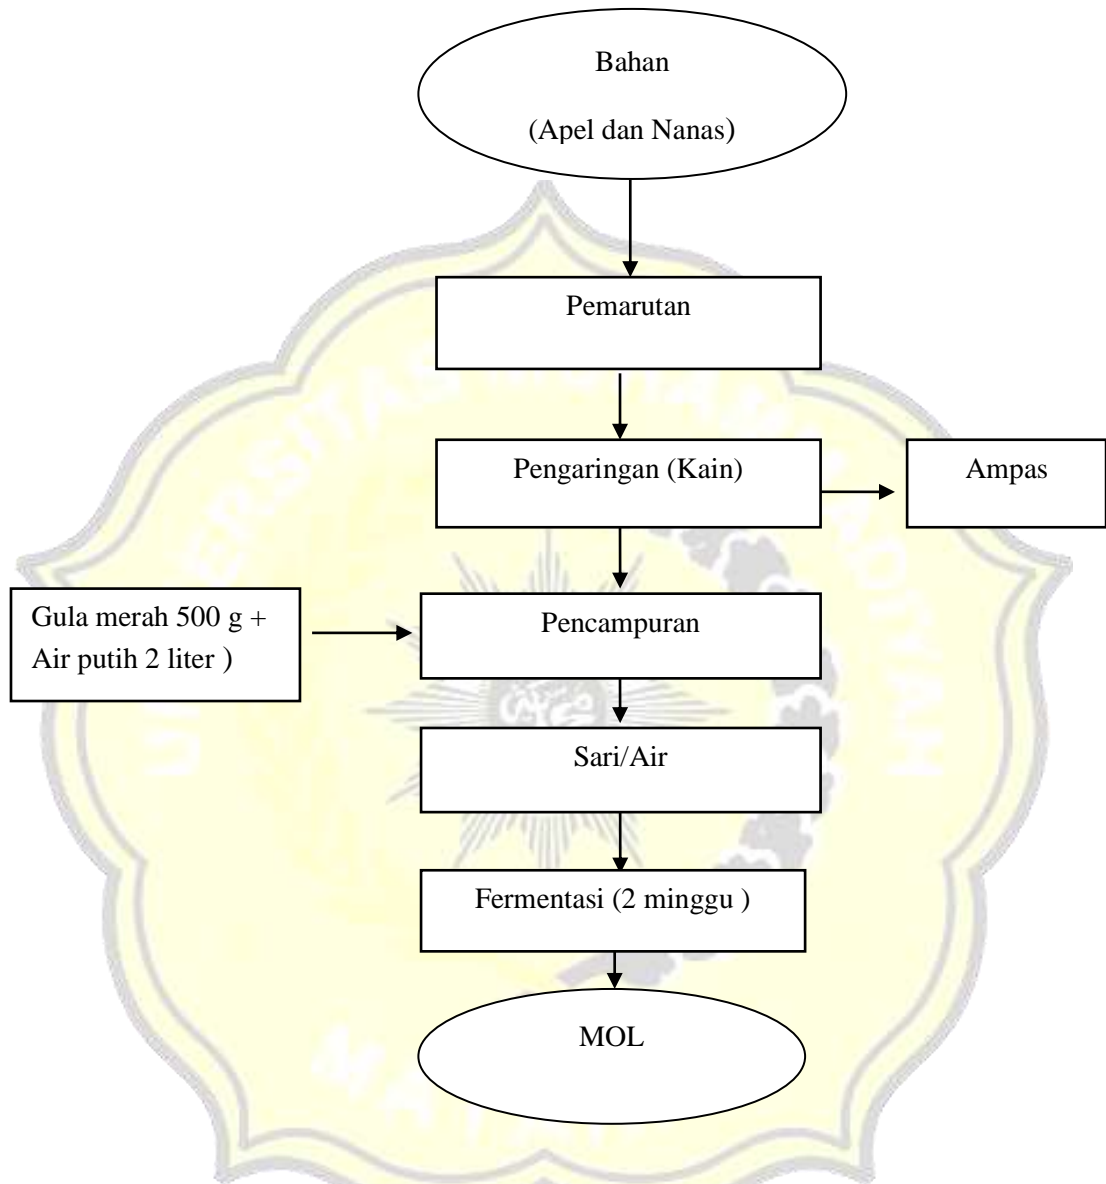 Bahan
(Apel dan Nanas)
Pemarutan
Pengaringan (Kain)
Ampas
Gula merah 500 g +
Air putih 2 liter )
Pencampuran
Sari/Air
Fermentasi (2 minggu )
MOL